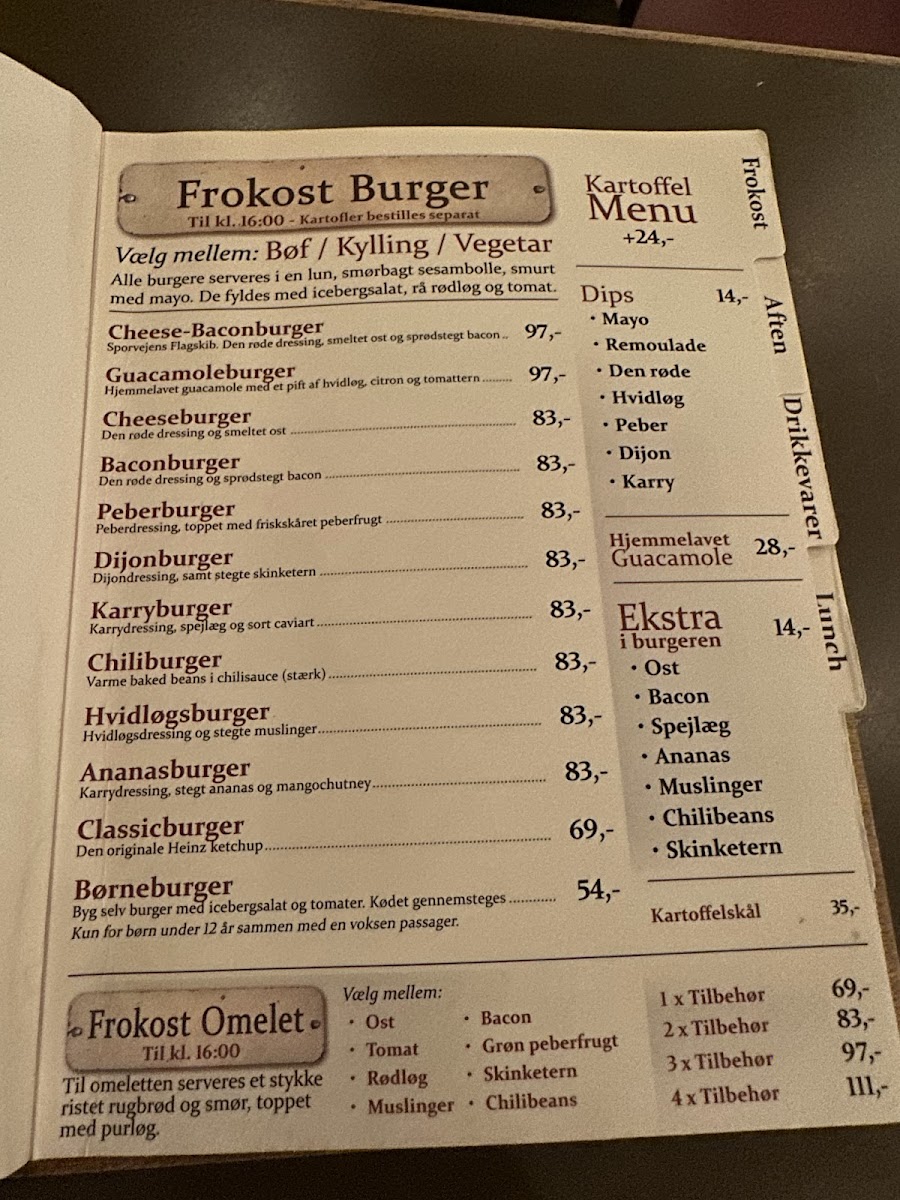 Frokost Burger
Til kl. 16:00 - Kartofler bestilles separat
Vælg mellem: Bøf / Kylling / Vegetar
Alle burgere serveres i en lun, smørbagt sesambolle, smurt
med mayo. De fyldes med icebergsalat, rå rødløg og tomat.
Cheese-Baconburger
Sporvejens Flagskib. Den røde dressing, smeltet ost og sprødstegt bacon .. 97,-
Guacamoleburger
Hjemmelavet guacamole med et pift af hvidløg, citron og tomattern ......... 97,-
Cheeseburger
Den røde dressing og smeltet ost ........ 83,-
Baconburger
Den røde dressing og sprødstegt bacon ........ 83,-
Peberburger
Peberdressing, toppet med friskskåret peberfrugt ........ 83,-
Dijonburger
Dijondressing, samt stegte skinketern ........ 83,-
Karryburger
Karrydressing, spejlæg og sort caviart ........ 83,-
Chiliburger
Varme baked beans i chilisauce (stærk) ........ 83,-
Hvidløgsburger
Hvidløgsdressing og stegte muslinger ........ 83,-
Ananasburger
Karrydressing, stegt ananas og mangochutney ........ 83,-
Classicburger
Den originale Heinz ketchup ........ 69,-
Børneburger
Byg selv burger med icebergsalat og tomater. Kødet gennemsteges ............ 54,-
Kun for børn under 12 år sammen med en voksen passager.
Kartoffel
Menu
+24,-
Dips 14,-
• Mayo
• Remoulade
• Den røde
• Hvidløg
• Peber
• Dijon
• Karry
Hjemmelavet
Guacamole 28,-
Ekstra
i burgeren 14,-
• Ost
• Bacon
• Spejlæg
• Ananas
• Muslinger
• Chilibeans
• Skinketern
Kartoffelskål 35,-
Frokost
Aften
Drikkevarer
Lunch
Frokost Omelet
Til kl. 16:00
Til omeletten serveres et stykke
ristet rugbrød og smør, toppet
med purløg.
Vælg mellem:
• Ost
• Tomat
• Rødløg
• Muslinger
• Bacon
• Grøn peberfrugt
• Skinketern
• Chilibeans
1 x Tilbehør 69,-
2 x Tilbehør 83,-
3 x Tilbehør 97,-
4 x Tilbehør 111,-